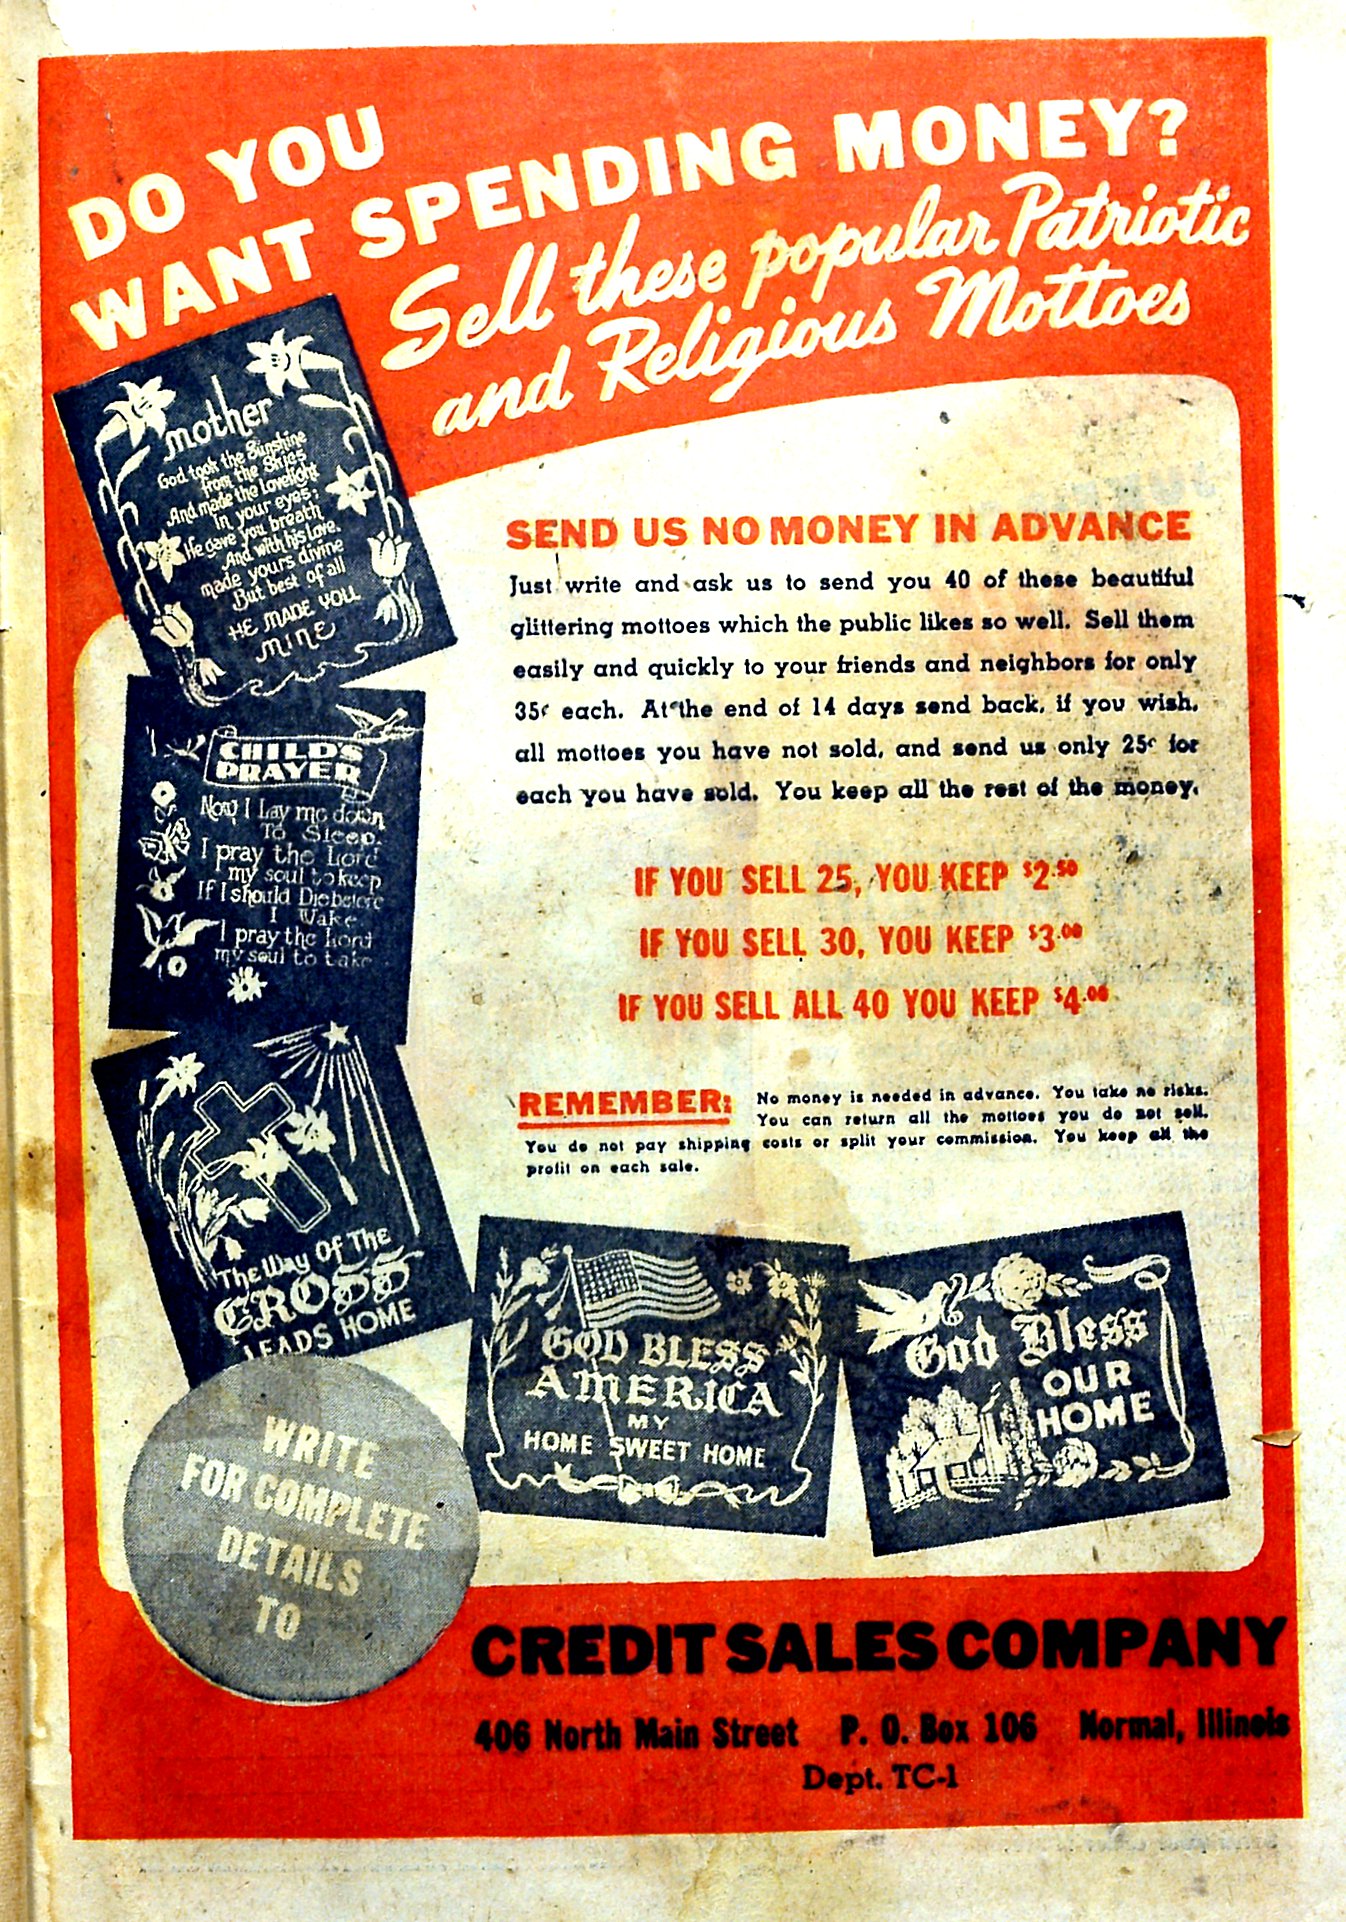 DO YOU
WANT SPENDING MONEY?
Sell these popular Patriotic
and Religious Mottoes
mother
God took the Sunshine
from the Skies
And made the Lovelight
in your eyes;
He gave you breath
And with his Love,
made yours divine
But best of all
HE MADE YOU
MINE
CHILD'S
PRAYER
Now I Lay me down
To Sleep,
I pray the Lord
my soul to keep
If I should Die before
I Wake
I pray the Lord
my soul to take
The Way Of The
CROSS
LEADS HOME
SEND US NO MONEY IN ADVANCE
Just write and ask us to send you 40 of these beautiful
glittering mottoes which the public likes so well. Sell them
easily and quickly to your friends and neighbors for only
35¢ each. At the end of 14 days send back, if you wish,
all mottoes you have not sold, and send us only 25¢ for
each you have sold. You keep all the rest of the money.
IF YOU SELL 25, YOU KEEP $2.50
IF YOU SELL 30, YOU KEEP $3.00
IF YOU SELL ALL 40 YOU KEEP $4.00
REMEMBER: No money is needed in advance. You take no risks.
You can return all the mottoes you do not sell.
You do not pay shipping costs or split your commission. You keep all the
profit on each sale.
GOD BLESS
AMERICA
MY
HOME SWEET HOME
God Bless
OUR
HOME
WRITE
FOR COMPLETE
DETAILS
TO
CREDIT SALES COMPANY
406 North Main Street P. O. Box 106 Normal, Illinois
Dept. TC-1